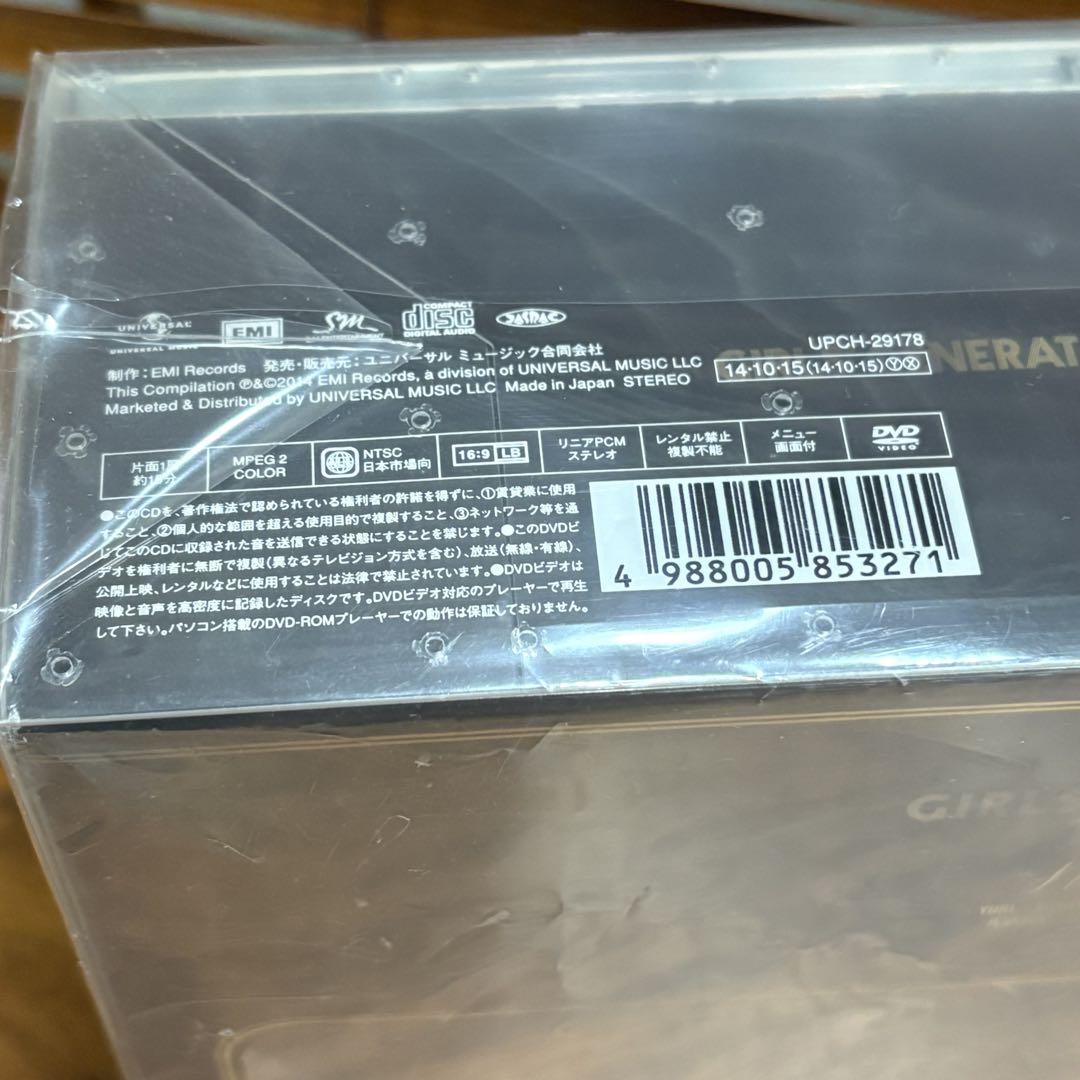 UNIVERSAL
UNIVERSAL MUSIC
EMI
COMPACT
disc
DIGITAL AUDIO
JASRAC
UPCH-29178
制作：EMI Records 発売・販売元：ユニバーサル ミュージック合同会社
14・10・15(14・10・15)ⓎⓍ
This Compilation ℗&©2014 EMI Records, a division of UNIVERSAL MUSIC LLC
Marketed & Distributed by UNIVERSAL MUSIC LLC Made in Japan STEREO
NERAT
片面1層
MPEG 2
COLOR
NTSC
日本市場向
16:9 LB
リニアPCM
ステレオ
レンタル禁止
複製不能
メニュー
画面付
DVD
VIDEO
●このCDを、著作権法で認められている権利者の許諾を得ずに、①賃貸業に使用
すること、②個人的な範囲を超える使用目的で複製すること、③ネットワーク等を通
じてこのCDに収録された音を送信できる状態にすることを禁じます。●このDVDビ
デオを権利者に無断で複製(異なるテレビジョン方式を含む)、放送(無線・有線)、
公開上映、レンタルなどに使用することは法律で禁止されています。●DVDビデオは
映像と音声を高密度に記録したディスクです。DVDビデオ対応のプレーヤーで再生
して下さい。パソコン搭載のDVD-ROMプレーヤーでの動作は保証しておりません。
4 988005 853271
GIRL